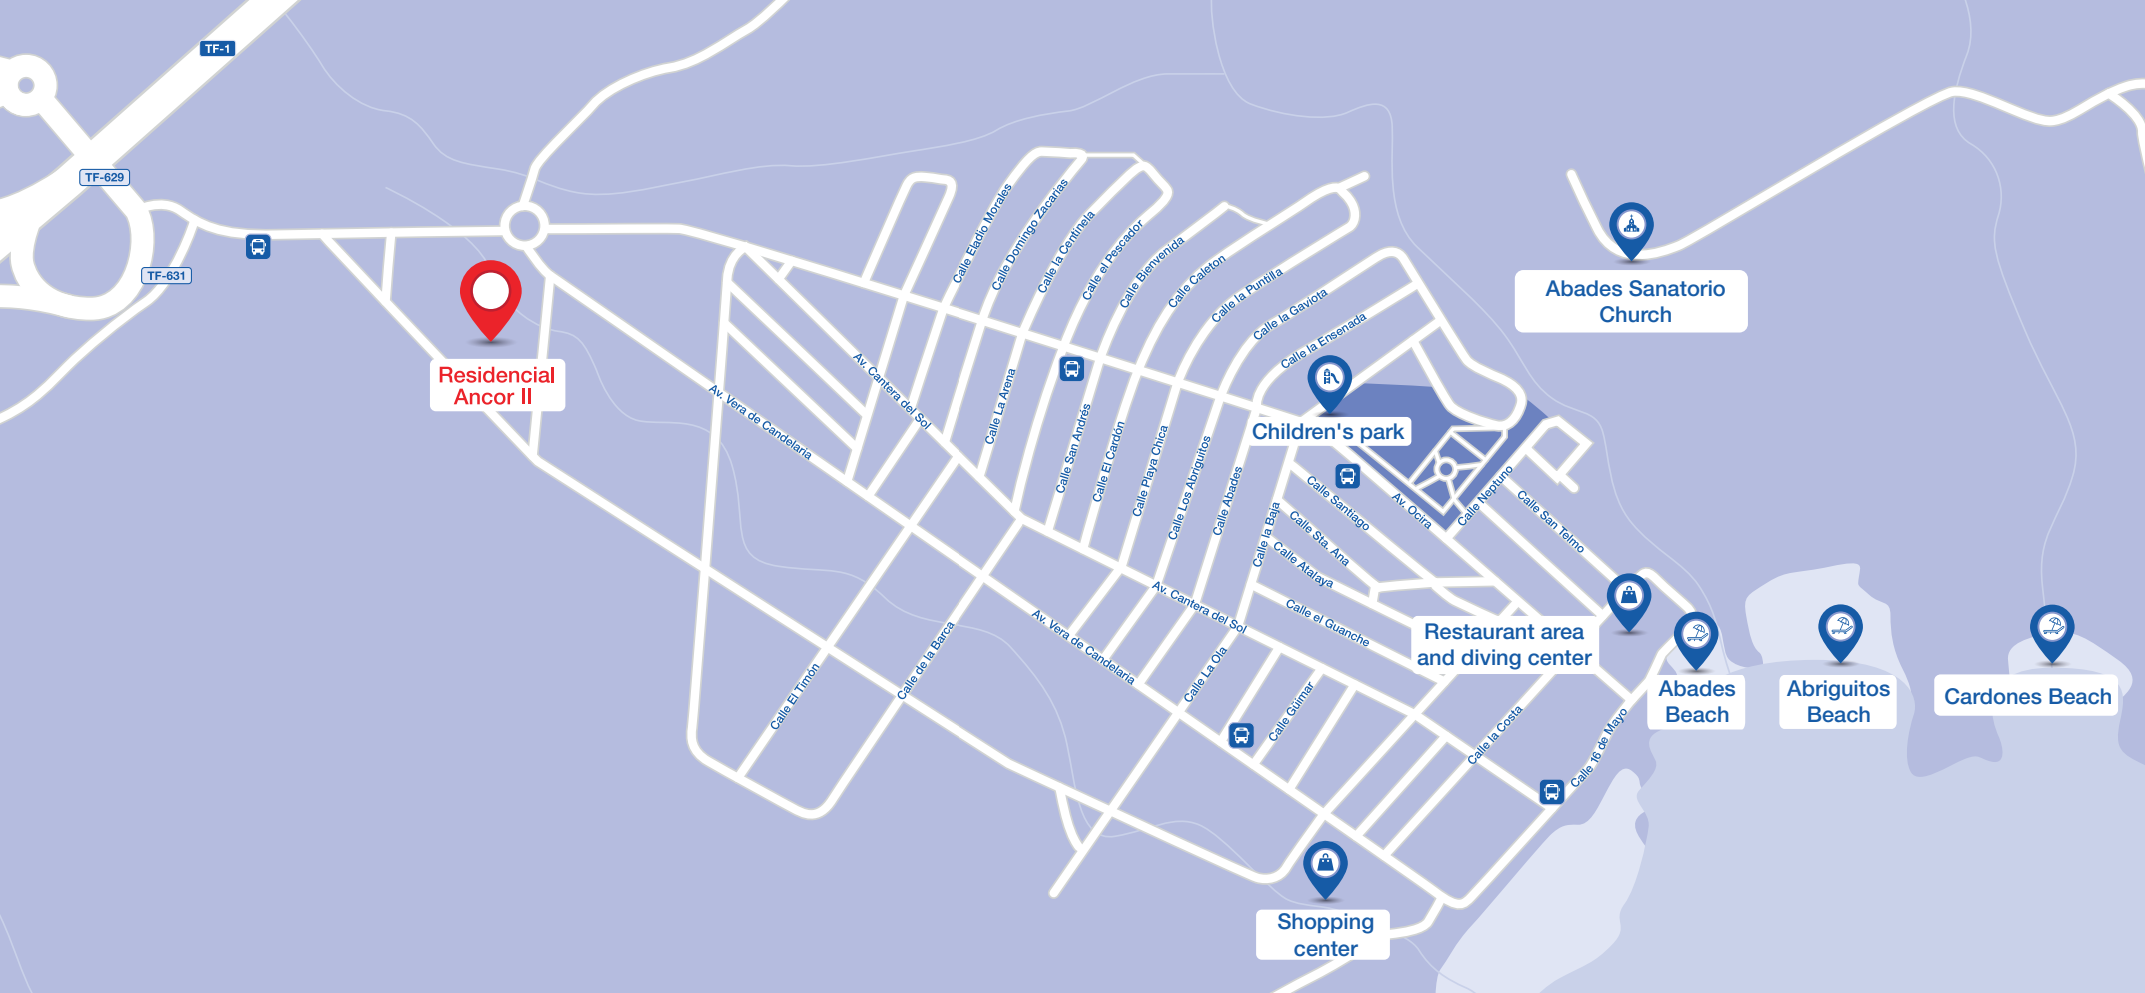 TF-1
TF-629
TF-631
Residencial
Ancor II
Calle Eladio Morales
Calle Domingo Zacarías
Calle la Centinela
Calle el Pescador
Calle Bienvenida
Calle Caleton
Calle la Puntilla
Calle la Gaviota
Calle la Ensenada
Abades Sanatorio
Church
Children's park
Av. Vera de Candelaria
Av. Cantera del Sol
Calle La Arena
Calle San Andrés
Calle El Cardón
Calle Playa Chica
Calle Los Abriguitos
Calle Abades
Calle la Baja
Calle Santiago
Calle Sta. Ana
Calle Atalaya
Calle el Guanche
Av. Ocira
Calle Neptuno
Calle San Telmo
Restaurant area
and diving center
Abades
Beach
Abriguitos
Beach
Cardones Beach
Calle El Timón
Calle de la Barca
Av. Vera de Candelaria
Av. Cantera del Sol
Calle La Ola
Calle Güimar
Calle la Costa
Calle 16 de Mayo
Shopping
center